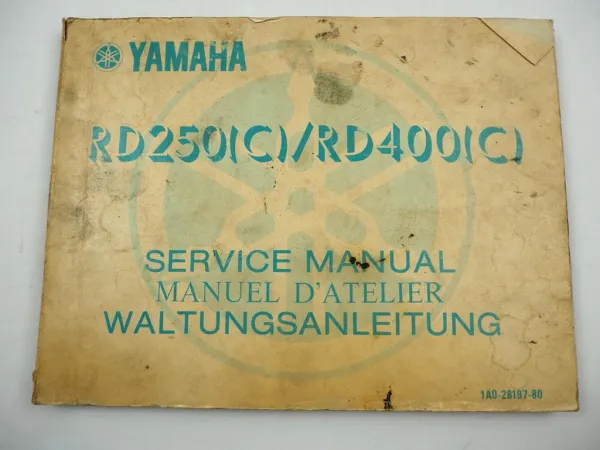 YAMAHA
RD250(C)/RD400(C)
SERVICE MANUAL
MANUEL D'ATELIER
WALTUNGSANLEITUNG
1A0-28197-80